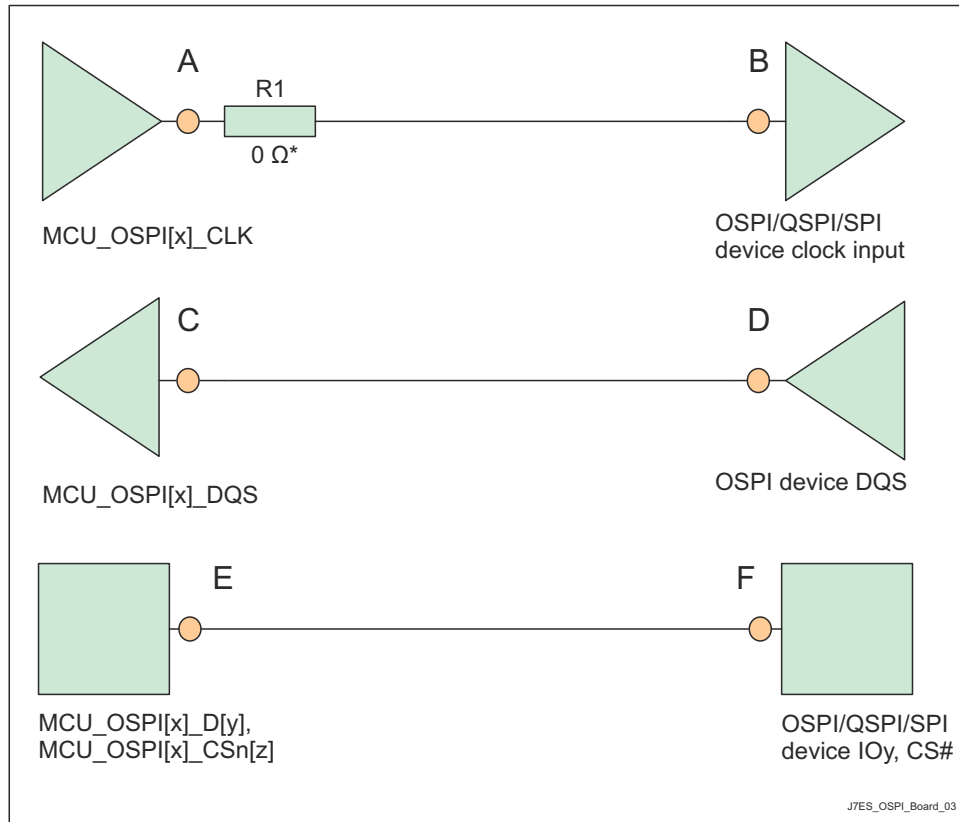 A
B
R1
0 Ω*
MCU_OSPI[x]_CLK
OSPI/QSPI/SPI
device clock input
C
D
MCU_OSPI[x]_DQS
OSPI device DQS
E
F
MCU_OSPI[x]_D[y],
MCU_OSPI[x]_CSn[z]
OSPI/QSPI/SPI
device IOy, CS#
J7ES_OSPI_Board_03